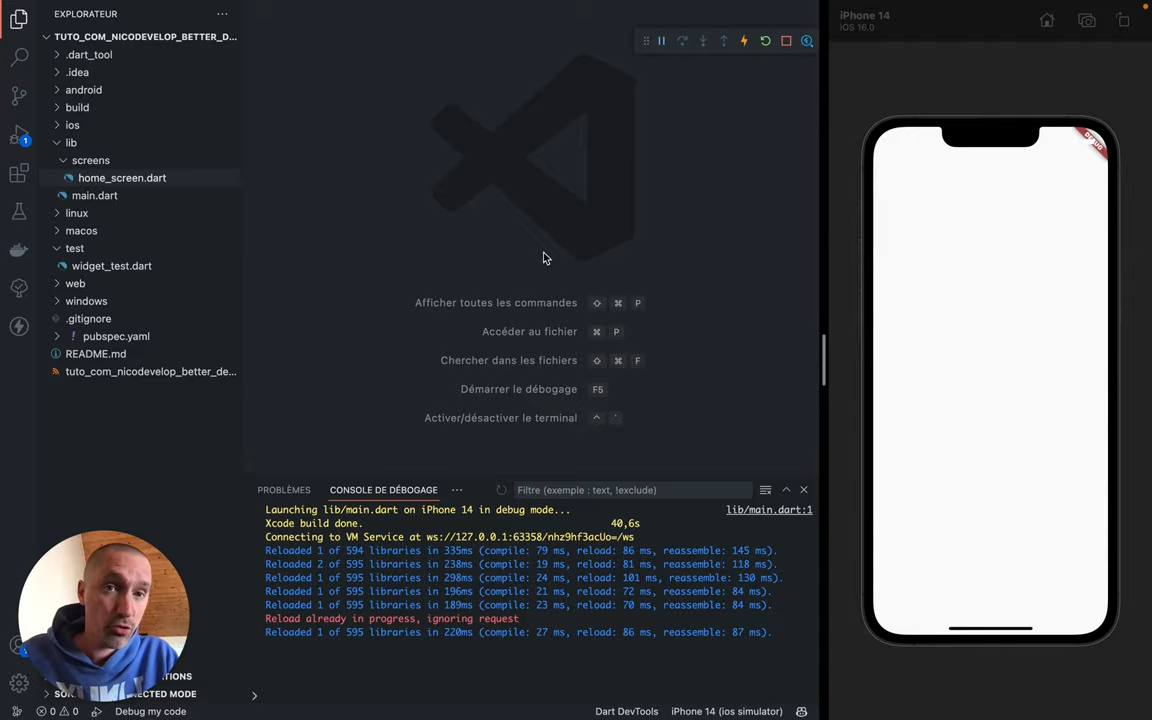 EXPLORATEUR
TUTO_COM_NICODEVELOP_BETTER_D...
.dart_tool
.idea
android
build
ios
lib
screens
home_screen.dart
main.dart
linux
macos
test
widget_test.dart
web
windows
.gitignore
! pubspec.yaml
README.md
tuto_com_nicodevelop_better_de...
1
Afficher toutes les commandes ⇧ ⌘ P
Accéder au fichier ⌘ P
Chercher dans les fichiers ⇧ ⌘ F
Démarrer le débogage F5
Activer/désactiver le terminal ^ `
PROBLÈMES CONSOLE DE DÉBOGAGE ... Filtre (exemple : text, !exclude)
Launching lib/main.dart on iPhone 14 in debug mode... lib/main.dart:1
Xcode build done. 40,6s
Connecting to VM Service at ws://127.0.0.1:63358/nhz9hf3acUo=/ws
Reloaded 1 of 594 libraries in 335ms (compile: 79 ms, reload: 86 ms, reassemble: 145 ms).
Reloaded 2 of 595 libraries in 238ms (compile: 19 ms, reload: 81 ms, reassemble: 118 ms).
Reloaded 1 of 595 libraries in 298ms (compile: 24 ms, reload: 101 ms, reassemble: 130 ms).
Reloaded 1 of 595 libraries in 196ms (compile: 21 ms, reload: 72 ms, reassemble: 84 ms).
Reloaded 1 of 595 libraries in 189ms (compile: 23 ms, reload: 70 ms, reassemble: 84 ms).
Reload already in progress, ignoring request
Reloaded 1 of 595 libraries in 220ms (compile: 27 ms, reload: 86 ms, reassemble: 87 ms).
0 0 Debug my code
Dart DevTools iPhone 14 (ios simulator)
iPhone 14
iOS 16.0
DEBUG